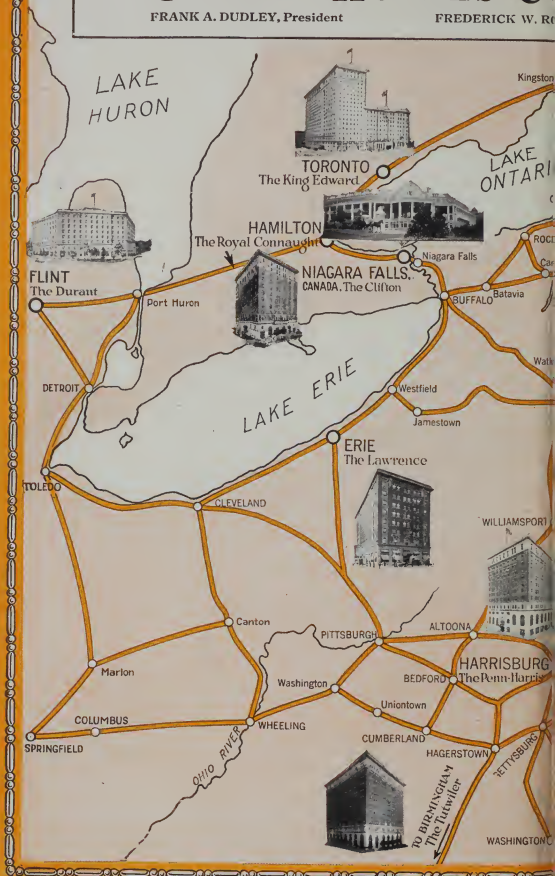 FRANK A. DUDLEY, President
FREDERICK W.
LAKE
HURON
Kingston
TORONTO
The King Edward
LAKE
HAMILTON
The Royal Connaught
Niagara Falls
NIAGARA FALLS,
CANADA. The Clifton
FLINT
The Durant
Port Huron
BUFFALO
Batavia
DETROIT
LAKE ERIE
Westfield
Jamestown
ERIE
The Lawrence
TOLEDO
CLEVELAND
WILLIAMSPORT
Canton
PITTSBURGH
ALTOONA
Marion
HARRISBURG
The Penn-Harris
BEDFORD
Washington
Uniontown
COLUMBUS
WHEELING
SPRINGFIELD
CUMBERLAND
HAGERSTOWN
GETTYSBURG
OHIO RIVER
TO BIRMINGHAM
The Tutwiler
WASHINGTON